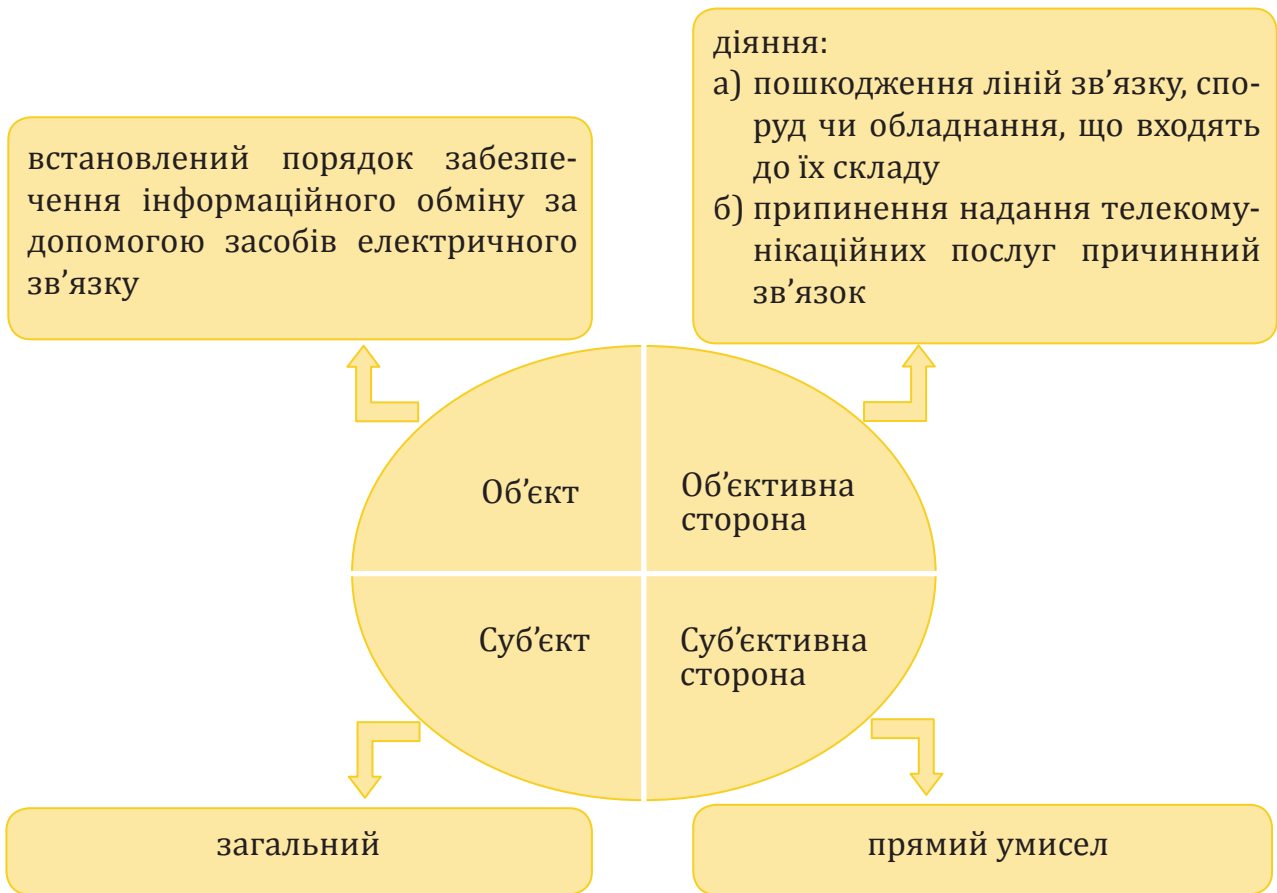 встановлений порядок забезпе-
чення інформаційного обміну за
допомогою засобів електричного
зв’язку
діяння:
а) пошкодження ліній зв’язку, спо-
руд чи обладнання, що входять
до їх складу
б) припинення надання телекому-
нікаційних послуг причинний
зв’язок
Об’єкт
Об’єктивна
сторона
Суб’єкт
Суб’єктивна
сторона
загальний
прямий умисел